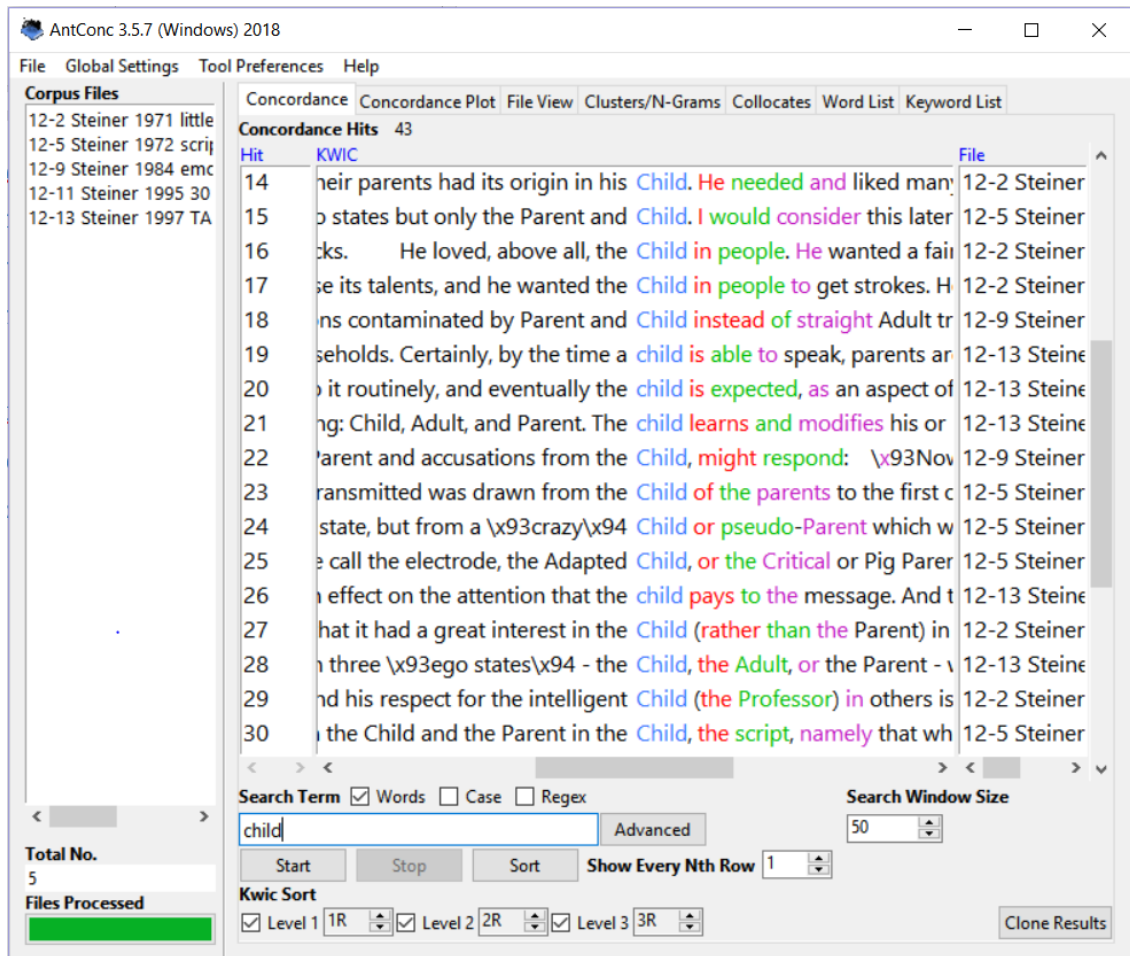 AntConc 3.5.7 (Windows) 2018
File Global Settings Tool Preferences Help
Corpus Files
12-2 Steiner 1971 little
12-5 Steiner 1972 scrip
12-9 Steiner 1984 emo
12-11 Steiner 1995 30
12-13 Steiner 1997 TA
Total No.
5
Files Processed
Concordance Concordance Plot File View Clusters/N-Grams Collocates Word List Keyword List
Concordance Hits 43
Hit KWIC File
14 heir parents had its origin in his Child. He needed and liked many 12-2 Steiner
15 o states but only the Parent and Child. I would consider this later 12-5 Steiner
16 cks. He loved, above all, the Child in people. He wanted a fair 12-2 Steiner
17 se its talents, and he wanted the Child in people to get strokes. H 12-2 Steiner
18 ons contaminated by Parent and Child instead of straight Adult tr 12-9 Steiner
19 seholds. Certainly, by the time a child is able to speak, parents ar 12-13 Steine
20 o it routinely, and eventually the child is expected, as an aspect of 12-13 Steine
21 ng: Child, Adult, and Parent. The child learns and modifies his or 12-13 Steine
22 Parent and accusations from the Child, might respond: \x93Nov 12-9 Steiner
23 ransmitted was drawn from the Child of the parents to the first c 12-5 Steiner
24 state, but from a \x93crazy\x94 Child or pseudo-Parent which w 12-5 Steiner
25 e call the electrode, the Adapted Child, or the Critical or Pig Parer 12-5 Steiner
26 n effect on the attention that the child pays to the message. And t 12-13 Steine
27 hat it had a great interest in the Child (rather than the Parent) in 12-2 Steiner
28 n three \x93ego states\x94 - the Child, the Adult, or the Parent - v 12-13 Steine
29 nd his respect for the intelligent Child (the Professor) in others is 12-2 Steiner
30 n the Child and the Parent in the Child, the script, namely that wh 12-5 Steiner
Search Term Words Case Regex Search Window Size
child Advanced 50
Start Stop Sort Show Every Nth Row 1
Kwic Sort
Level 1 1R Level 2 2R Level 3 3R Clone Results